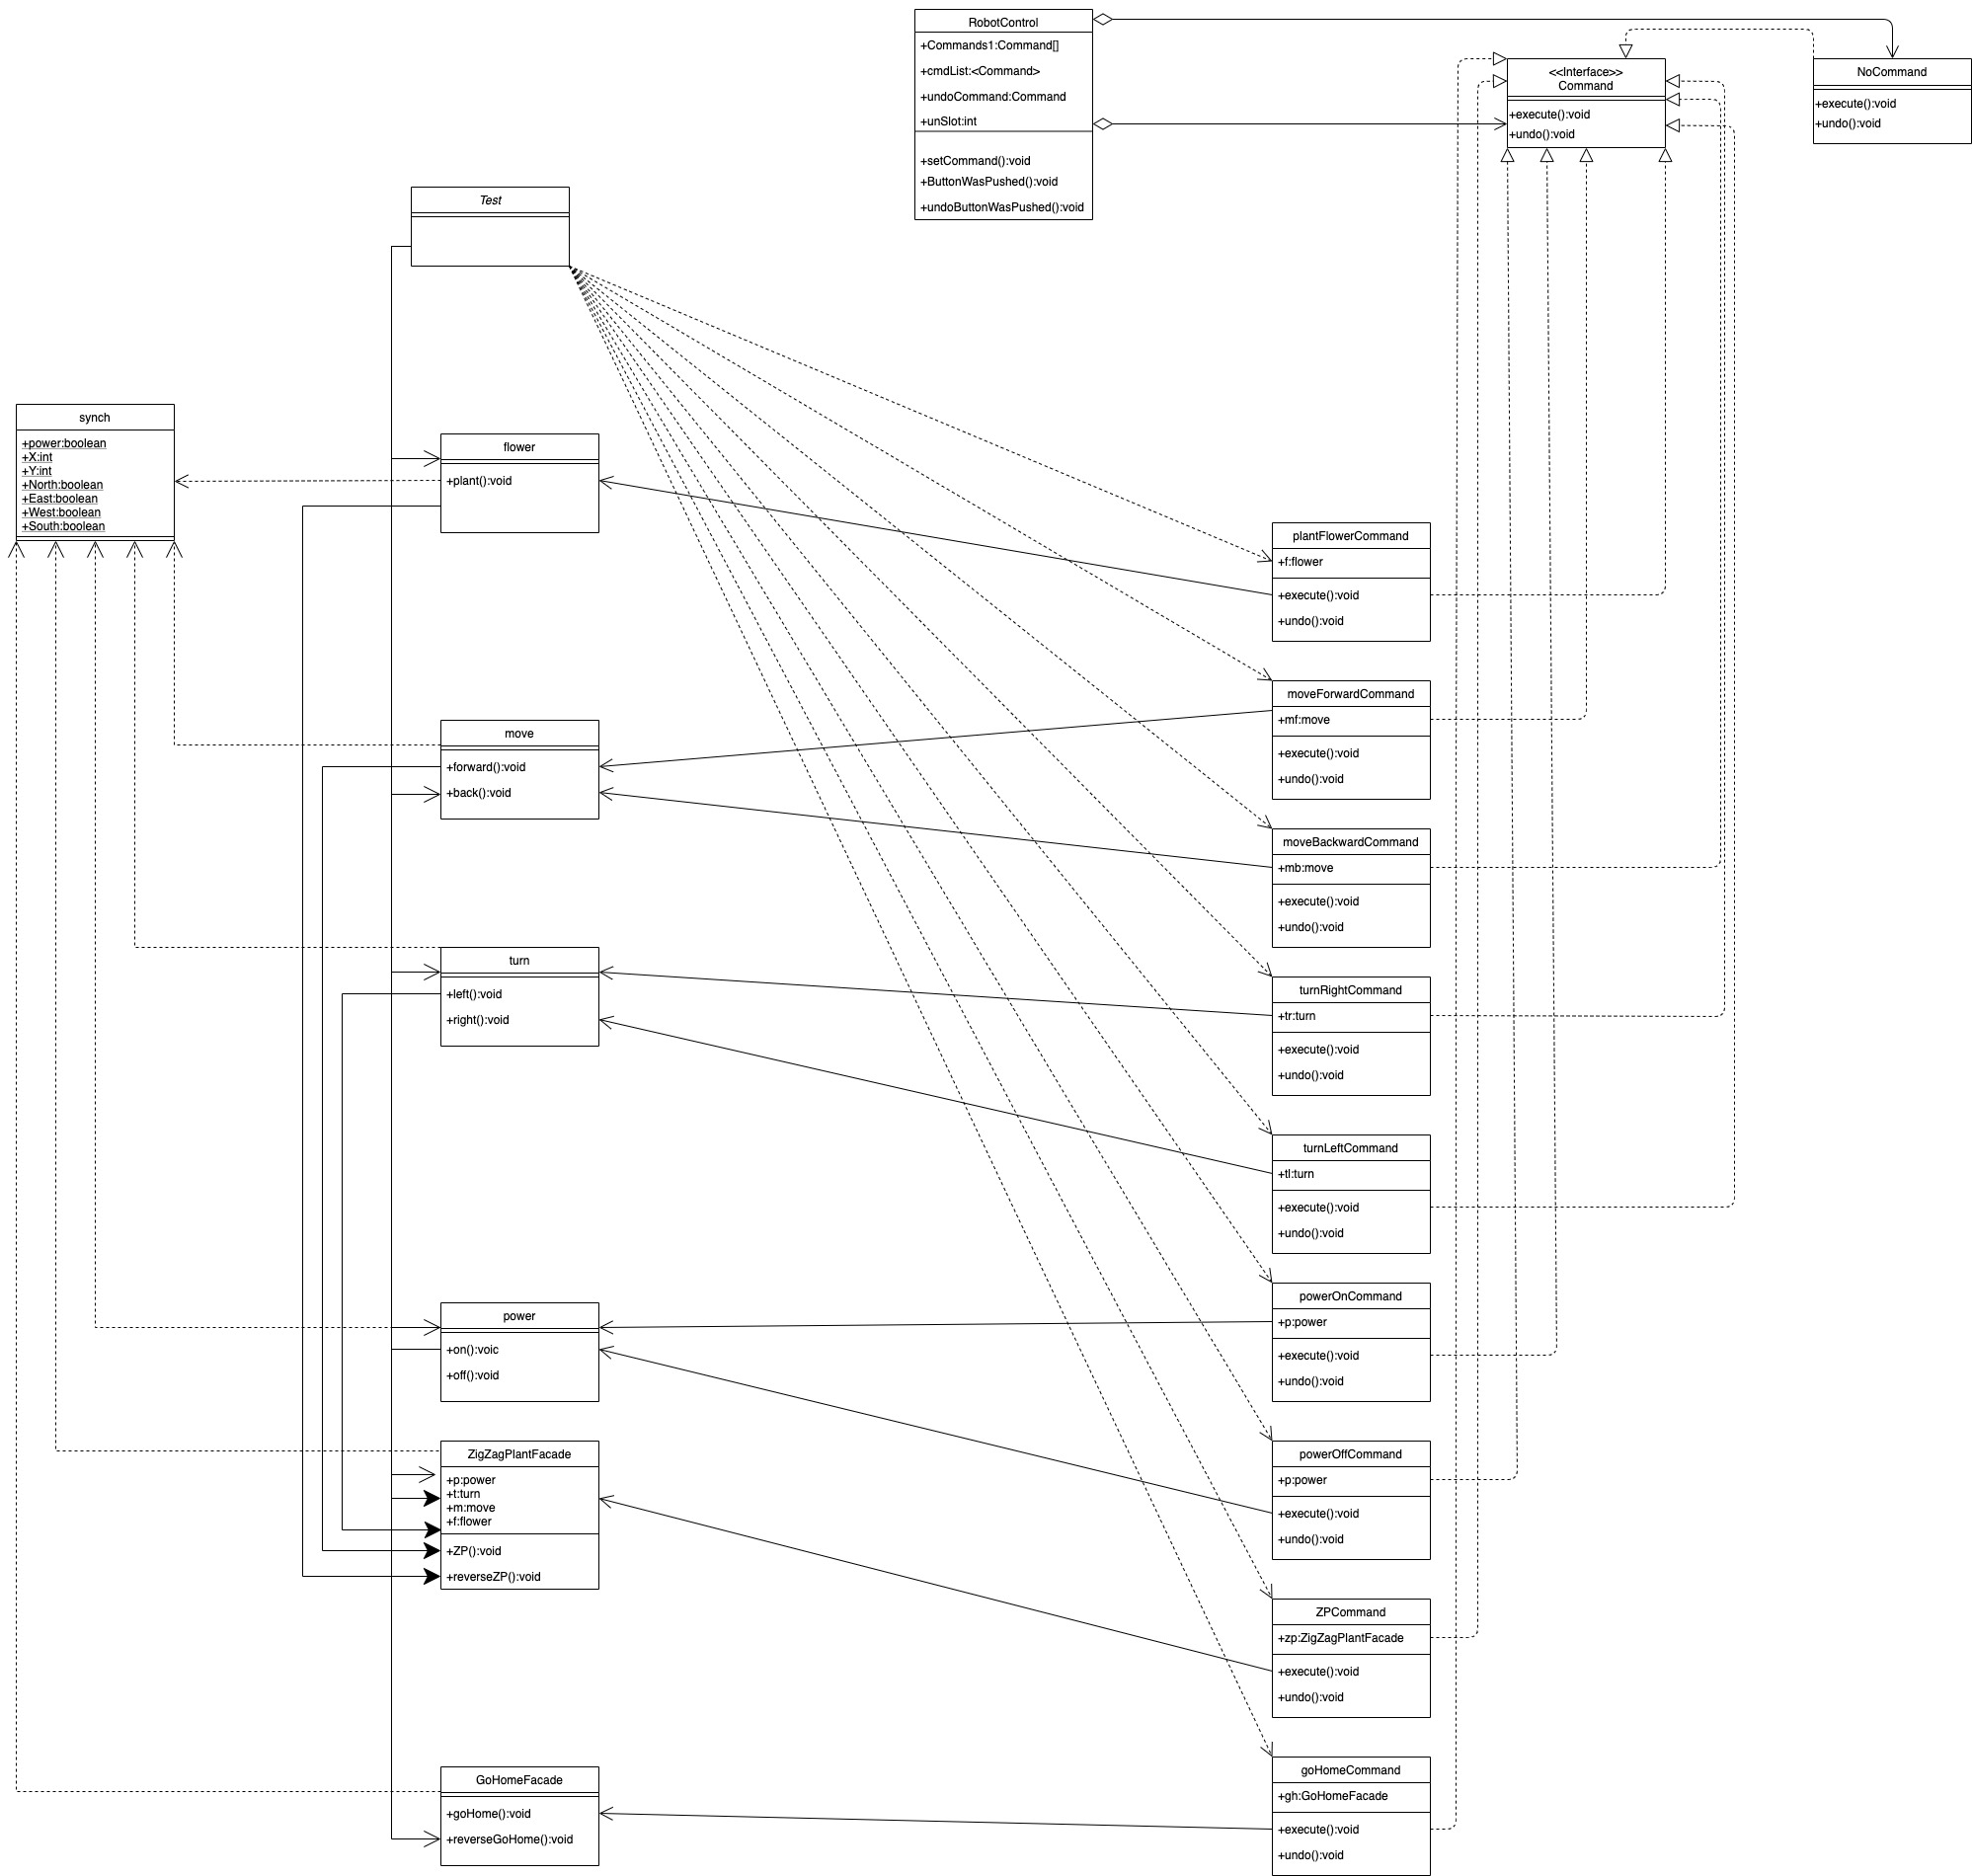 RobotControl
+Commands1:Command[]
+cmdList:<Command>
+undoCommand:Command
+unSlot:int
+setCommand():void
+ButtonWasPushed():void
+undoButtonWasPushed():void
<<Interface>>
Command
+execute():void
+undo():void
NoCommand
+execute():void
+undo():void
Test
synch
+power:boolean
+X:int
+Y:int
+North:boolean
+East:boolean
+West:boolean
+South:boolean
flower
+plant():void
plantFlowerCommand
+f:flower
+execute():void
+undo():void
moveForwardCommand
+mf:move
+execute():void
+undo():void
move
+forward():void
+back():void
moveBackwardCommand
+mb:move
+execute():void
+undo():void
turn
+left():void
+right():void
turnRightCommand
+tr:turn
+execute():void
+undo():void
turnLeftCommand
+tl:turn
+execute():void
+undo():void
power
+on():voic
+off():void
powerOnCommand
+p:power
+execute():void
+undo():void
ZigZagPlantFacade
+p:power
+t:turn
+m:move
+f:flower
+ZP():void
+reverseZP():void
powerOffCommand
+p:power
+execute():void
+undo():void
ZPCommand
+zp:ZigZagPlantFacade
+execute():void
+undo():void
GoHomeFacade
+goHome():void
+reverseGoHome():void
goHomeCommand
+gh:GoHomeFacade
+execute():void
+undo():void